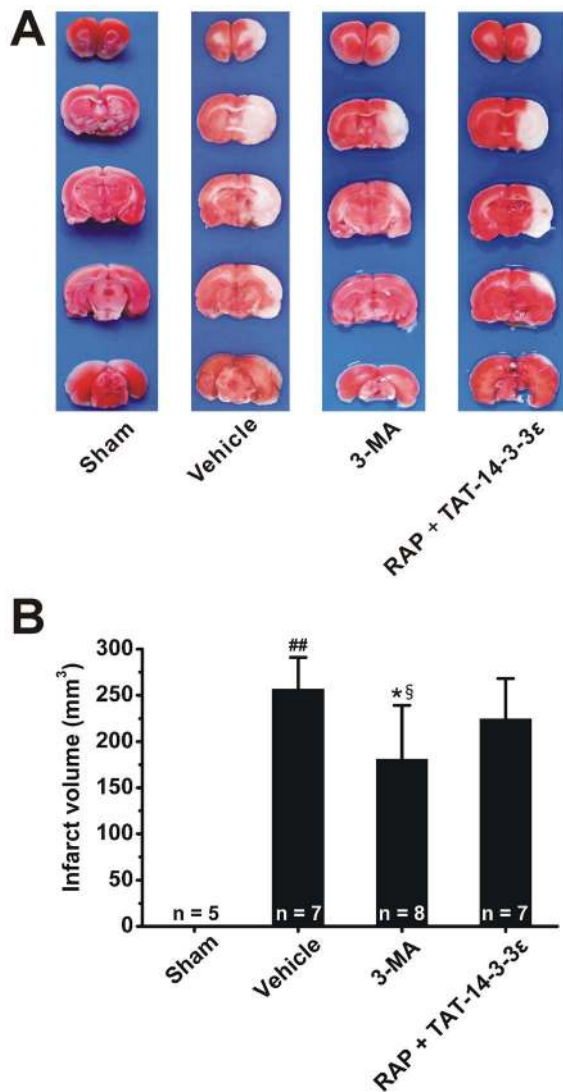 A
Sham
Vehicle
3-MA
RAP + TAT-14-3-3ε
B
Infarct volume (mm³)
300
250
200
150
100
50
0
##
*§
n = 5
n = 7
n = 8
n = 7
Sham
Vehicle
3-MA
RAP + TAT-14-3-3ε